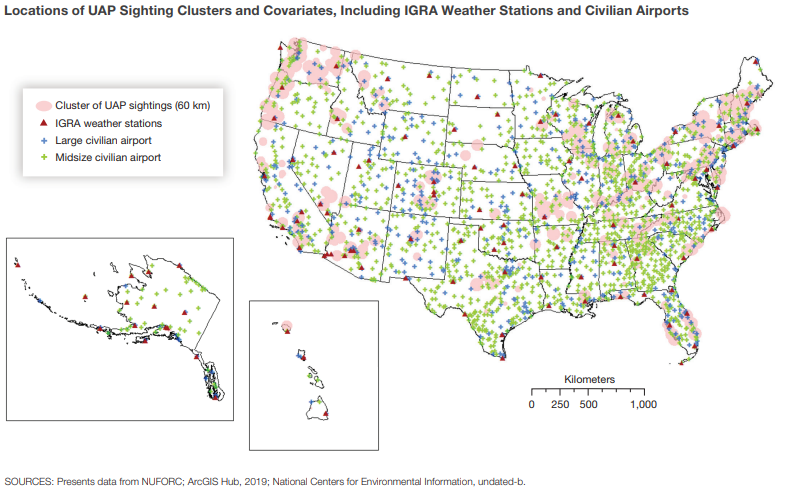 Locations of UAP Sighting Clusters and Covariates, Including IGRA Weather Stations and Civilian Airports
Cluster of UAP sightings (60 km)
IGRA weather stations
Large civilian airport
Midsize civilian airport
Kilometers
0 250 500 1,000
SOURCES: Presents data from NUFORC; ArcGIS Hub, 2019; National Centers for Environmental Information, undated-b.